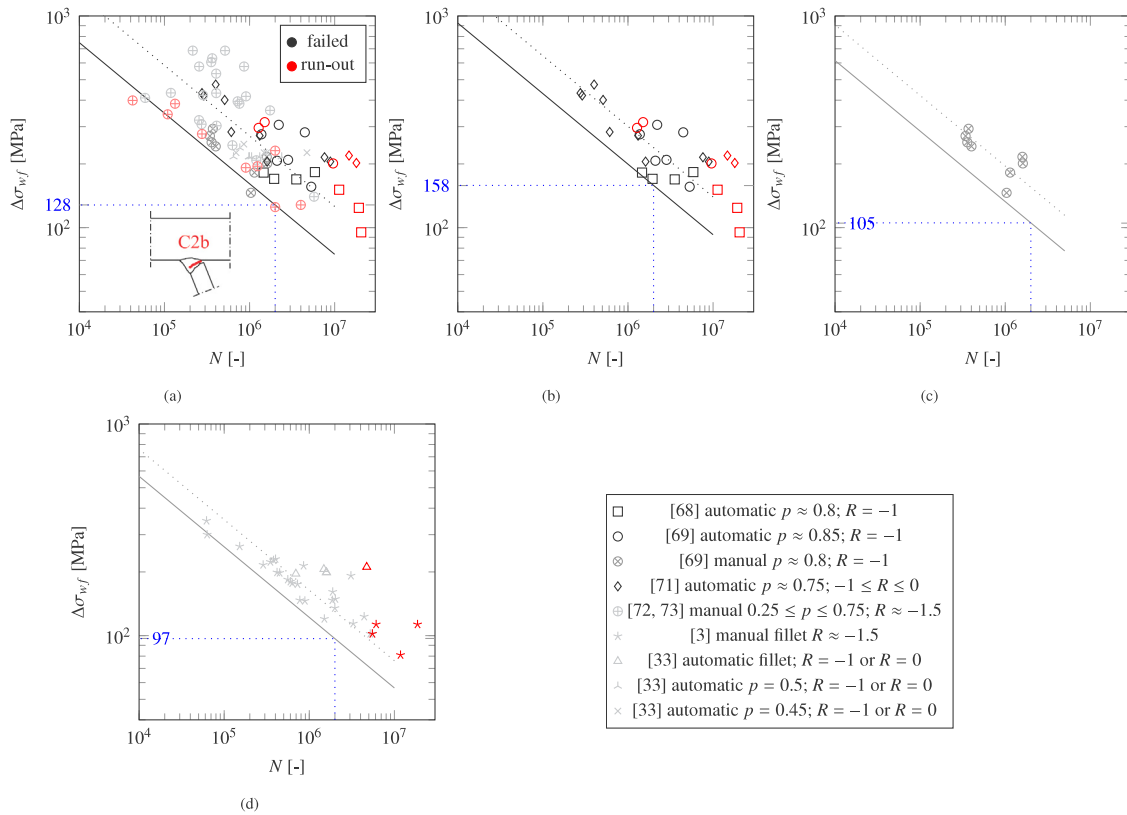 10^3
10^2
Δσ_wf [MPa]
128
failed
run-out
C2b
10^4 10^5 10^6 10^7
N [-]
(a)
10^3
10^2
Δσ_wf [MPa]
158
10^4 10^5 10^6 10^7
N [-]
(b)
10^3
10^2
Δσ_wf [MPa]
105
10^4 10^5 10^6 10^7
N [-]
(c)
10^3
10^2
Δσ_wf [MPa]
97
10^4 10^5 10^6 10^7
N [-]
(d)
[68] automatic p ≈ 0.8; R = −1
[69] automatic p ≈ 0.85; R = −1
[69] manual p ≈ 0.8; R = −1
[71] automatic p ≈ 0.75; −1 ≤ R ≤ 0
[72, 73] manual 0.25 ≤ p ≤ 0.75; R ≈ −1.5
[3] manual fillet R ≈ −1.5
[33] automatic fillet; R = −1 or R = 0
[33] automatic p = 0.5; R = −1 or R = 0
[33] automatic p = 0.45; R = −1 or R = 0